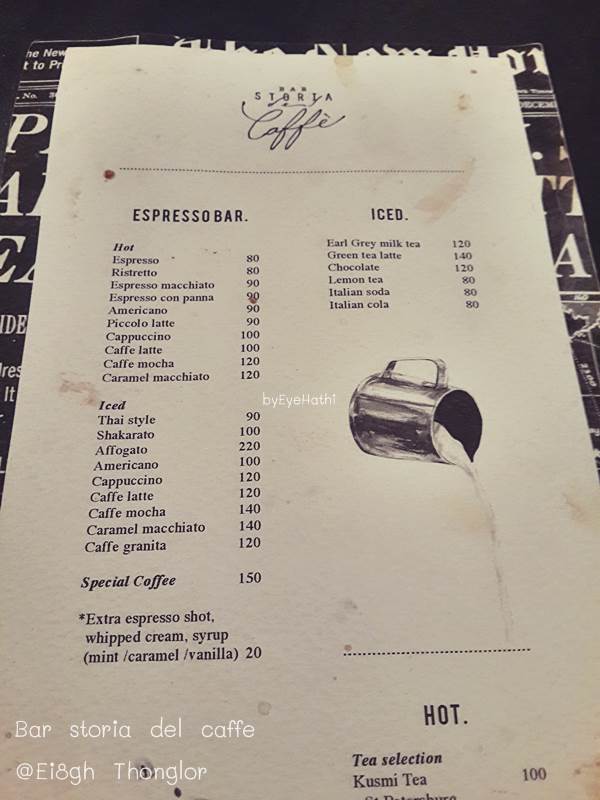 The New
BAR
STORIA
del
Caffè
ESPRESSO BAR.
Hot
Espresso 80
Ristretto 80
Espresso macchiato 90
Espresso con panna 90
Americano 90
Piccolo latte 90
Cappuccino 100
Caffe latte 100
Caffe mocha 120
Caramel macchiato 120
Iced
Thai style 90
Shakarato 100
Affogato 220
Americano 100
Cappuccino 120
Caffe latte 120
Caffe mocha 140
Caramel macchiato 140
Caffe granita 120
Special Coffee 150
*Extra espresso shot,
whipped cream, syrup
(mint /caramel /vanilla) 20
ICED.
Earl Grey milk tea 120
Green tea latte 140
Chocolate 120
Lemon tea 80
Italian soda 80
Italian cola 80
byEyeHathi
HOT.
Tea selection
Kusmi Tea 100
St Petersburg
Bar storia del caffe
@Ei8gh Thonglor